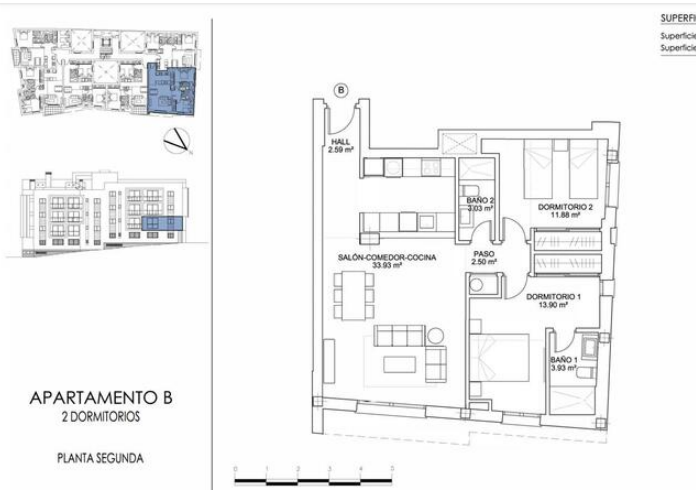 SUPERFI
Superficie
Superficie
B
HALL
2.59 m²
BAÑO 2
3.03 m²
DORMITORIO 2
11.88 m²
SALÓN-COMEDOR-COCINA
33.93 m²
PASO
2.50 m²
DORMITORIO 1
13.90 m²
BAÑO 1
3.93 m²
APARTAMENTO B
2 DORMITORIOS
PLANTA SEGUNDA
0 1 2 3 4 5